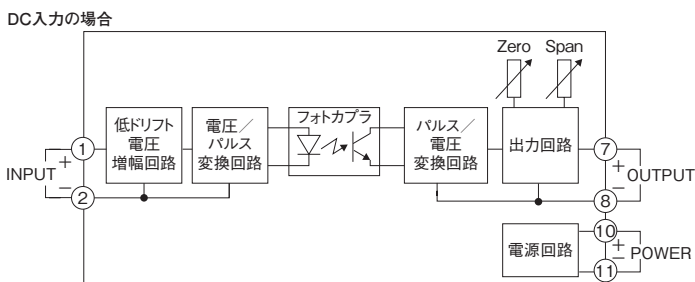 DC入力の場合
Zero Span
低ドリフト
電圧
増幅回路
電圧／
パルス
変換回路
フォトカプラ
パルス／
電圧
変換回路
出力回路
INPUT
1
+
−
2
7
+
−
8
OUTPUT
電源回路
10
+
−
11
POWER